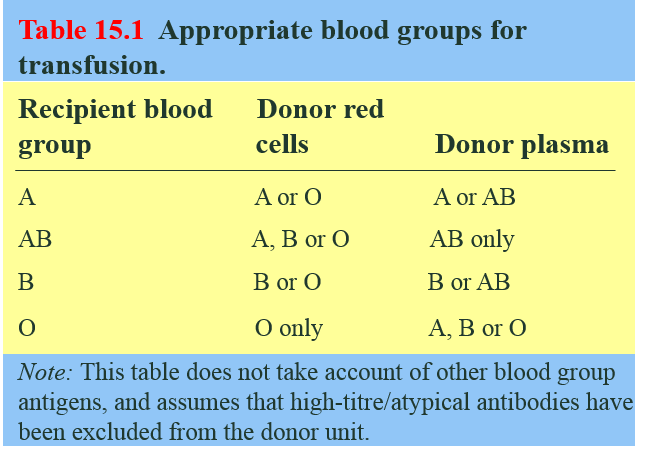 Table 15.1 Appropriate blood groups for
transfusion.
Recipient blood group Donor red cells Donor plasma
A A or O A or AB
AB A, B or O AB only
B B or O B or AB
O O only A, B or O
Note: This table does not take account of other blood group
antigens, and assumes that high-titre/atypical antibodies have
been excluded from the donor unit.